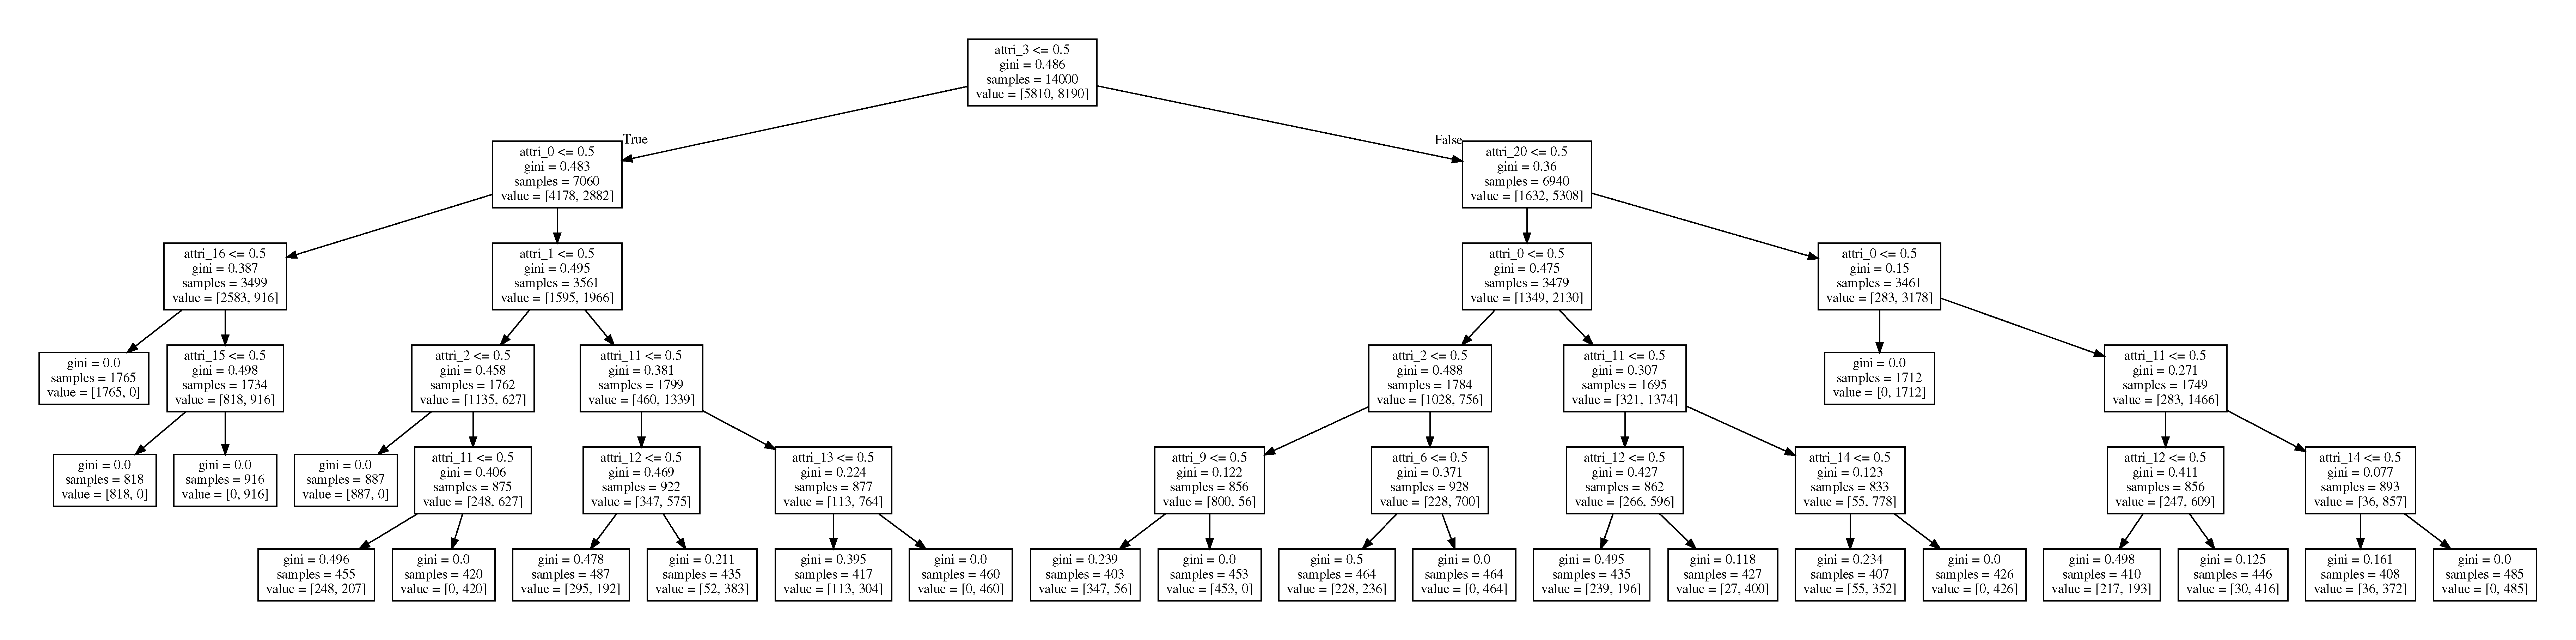 attri_3 <= 0.5
gini = 0.486
samples = 14000
value = [5810, 8190]
True
False
attri_0 <= 0.5
gini = 0.483
samples = 7060
value = [4178, 2882]
attri_20 <= 0.5
gini = 0.36
samples = 6940
value = [1632, 5308]
attri_16 <= 0.5
gini = 0.387
samples = 3499
value = [2583, 916]
attri_1 <= 0.5
gini = 0.495
samples = 3561
value = [1595, 1966]
attri_0 <= 0.5
gini = 0.475
samples = 3479
value = [1349, 2130]
attri_0 <= 0.5
gini = 0.15
samples = 3461
value = [283, 3178]
gini = 0.0
samples = 1765
value = [1765, 0]
attri_15 <= 0.5
gini = 0.498
samples = 1734
value = [818, 916]
attri_2 <= 0.5
gini = 0.458
samples = 1762
value = [1135, 627]
attri_11 <= 0.5
gini = 0.381
samples = 1799
value = [460, 1339]
attri_2 <= 0.5
gini = 0.488
samples = 1784
value = [1028, 756]
attri_11 <= 0.5
gini = 0.307
samples = 1695
value = [321, 1374]
gini = 0.0
samples = 1712
value = [0, 1712]
attri_11 <= 0.5
gini = 0.271
samples = 1749
value = [283, 1466]
gini = 0.0
samples = 818
value = [818, 0]
gini = 0.0
samples = 916
value = [0, 916]
gini = 0.0
samples = 887
value = [887, 0]
attri_11 <= 0.5
gini = 0.406
samples = 875
value = [248, 627]
attri_12 <= 0.5
gini = 0.469
samples = 922
value = [347, 575]
attri_13 <= 0.5
gini = 0.224
samples = 877
value = [113, 764]
attri_9 <= 0.5
gini = 0.122
samples = 856
value = [800, 56]
attri_6 <= 0.5
gini = 0.371
samples = 928
value = [228, 700]
attri_12 <= 0.5
gini = 0.427
samples = 862
value = [266, 596]
attri_14 <= 0.5
gini = 0.123
samples = 833
value = [55, 778]
attri_12 <= 0.5
gini = 0.411
samples = 856
value = [247, 609]
attri_14 <= 0.5
gini = 0.077
samples = 893
value = [36, 857]
gini = 0.496
samples = 455
value = [248, 207]
gini = 0.0
samples = 420
value = [0, 420]
gini = 0.478
samples = 487
value = [295, 192]
gini = 0.211
samples = 435
value = [52, 383]
gini = 0.395
samples = 417
value = [113, 304]
gini = 0.0
samples = 460
value = [0, 460]
gini = 0.239
samples = 403
value = [347, 56]
gini = 0.0
samples = 453
value = [453, 0]
gini = 0.5
samples = 464
value = [228, 236]
gini = 0.0
samples = 464
value = [0, 464]
gini = 0.495
samples = 435
value = [239, 196]
gini = 0.118
samples = 427
value = [27, 400]
gini = 0.234
samples = 407
value = [55, 352]
gini = 0.0
samples = 426
value = [0, 426]
gini = 0.498
samples = 410
value = [217, 193]
gini = 0.125
samples = 446
value = [30, 416]
gini = 0.161
samples = 408
value = [36, 372]
gini = 0.0
samples = 485
value = [0, 485]